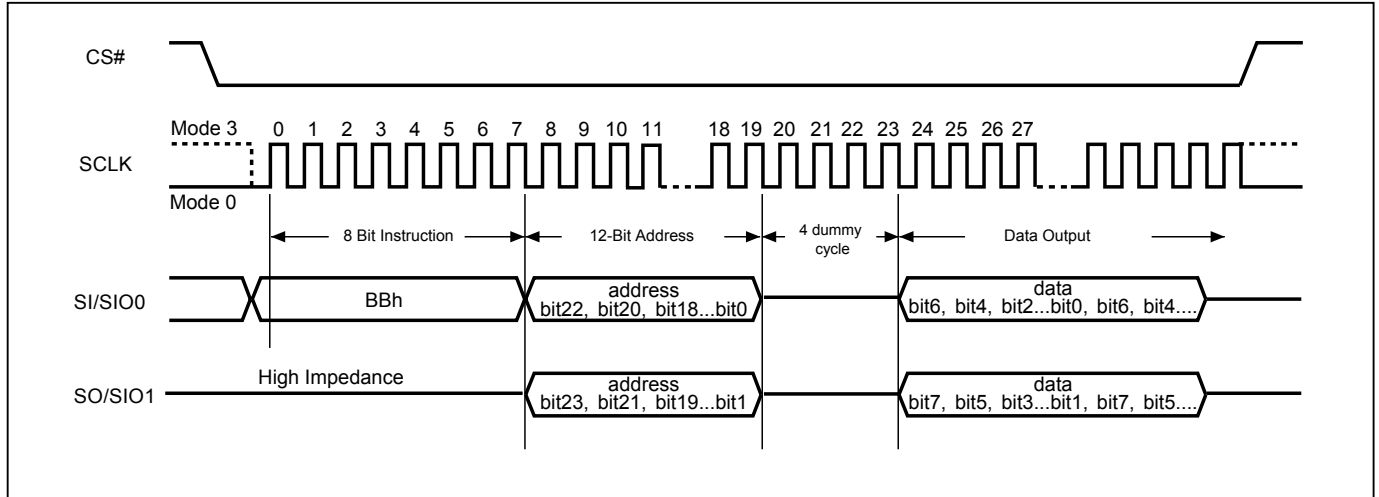 CS#
Mode 3
0 1 2 3 4 5 6 7 8 9 10 11 18 19 20 21 22 23 24 25 26 27
SCLK
Mode 0
8 Bit Instruction
12-Bit Address
4 dummy
cycle
Data Output
SI/SIO0
BBh
address
bit22, bit20, bit18...bit0
data
bit6, bit4, bit2...bit0, bit6, bit4....
High Impedance
SO/SIO1
address
bit23, bit21, bit19...bit1
data
bit7, bit5, bit3...bit1, bit7, bit5....